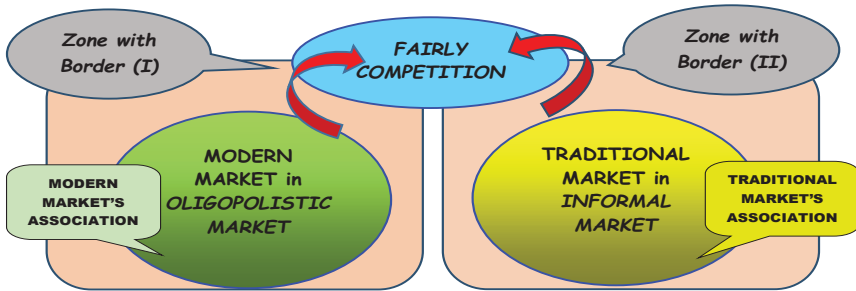 Zone with
Border (I)
FAIRLY
COMPETITION
Zone with
Border (II)
MODERN
MARKET in
OLIGOPOLISTIC
MARKET
MODERN
MARKET'S
ASSOCIATION
TRADITIONAL
MARKET in
INFORMAL
MARKET
TRADITIONAL
MARKET'S
ASSOCIATION